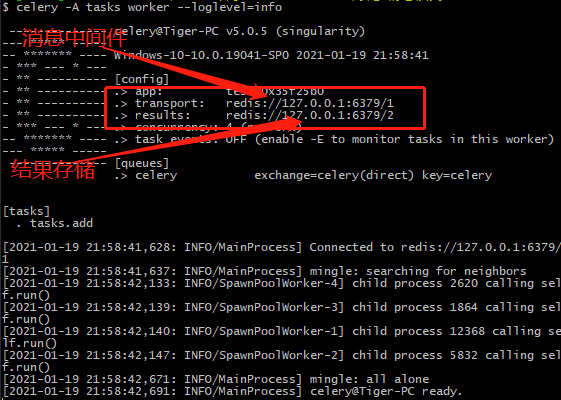 $ celery -A tasks worker --loglevel=info
消息中间件
-------------- celery@Tiger-PC v5.0.5 (singularity)
--- ***** -----
-- ******* ---- Windows-10-10.0.19041-SP0 2021-01-19 21:58:41
- *** --- * ---
- ** ---------- [config]
- ** ---------- .> app:
- ** ---------- .> transport: redis://127.0.0.1:6379/1
- ** ---------- .> results: redis://127.0.0.1:6379/2
- *** --- * --- .> concurrency: 4
-- ******* ---- .> task events: OFF (enable -E to monitor tasks in this worker)
--- ***** -----
结果存储
-------------- [queues]
.> celery exchange=celery(direct) key=celery
[tasks]
. tasks.add
[2021-01-19 21:58:41,628: INFO/MainProcess] Connected to redis://127.0.0.1:6379/
1
[2021-01-19 21:58:41,637: INFO/MainProcess] mingle: searching for neighbors
[2021-01-19 21:58:42,133: INFO/SpawnPoolWorker-4] child process 2620 calling sel
f.run()
[2021-01-19 21:58:42,139: INFO/SpawnPoolWorker-3] child process 1864 calling sel
f.run()
[2021-01-19 21:58:42,140: INFO/SpawnPoolWorker-1] child process 12368 calling se
lf.run()
[2021-01-19 21:58:42,147: INFO/SpawnPoolWorker-2] child process 5832 calling sel
f.run()
[2021-01-19 21:58:42,671: INFO/MainProcess] mingle: all alone
[2021-01-19 21:58:42,691: INFO/MainProcess] celery@Tiger-PC ready.